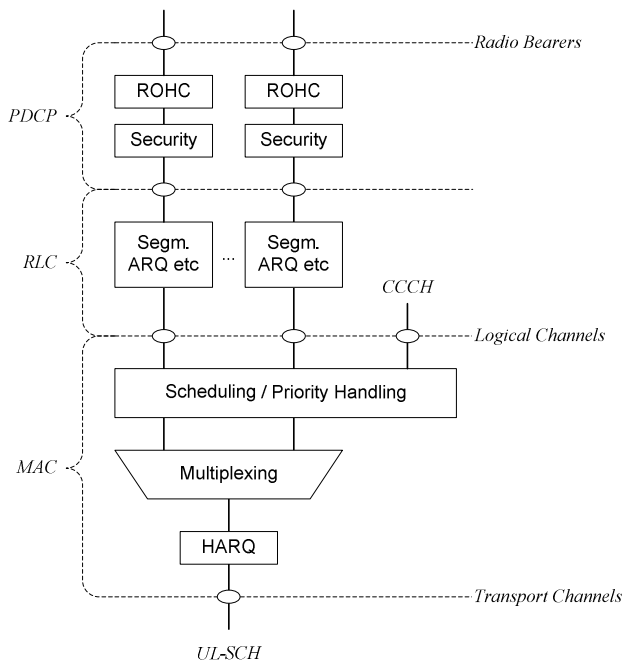 Radio Bearers
ROHC
ROHC
PDCP
Security
Security
Segm.
ARQ etc
...
Segm.
ARQ etc
RLC
CCCH
Logical Channels
Scheduling / Priority Handling
MAC
Multiplexing
HARQ
Transport Channels
UL-SCH